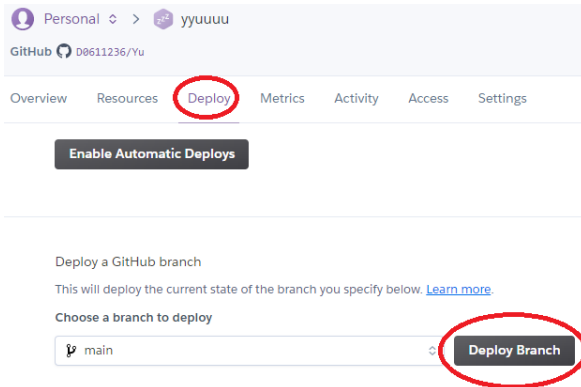 Personal > yyuuuu
GitHub D0611236/Yu
Overview Resources Deploy Metrics Activity Access Settings
Enable Automatic Deploys
Deploy a GitHub branch
This will deploy the current state of the branch you specify below. Learn more.
Choose a branch to deploy
main Deploy Branch